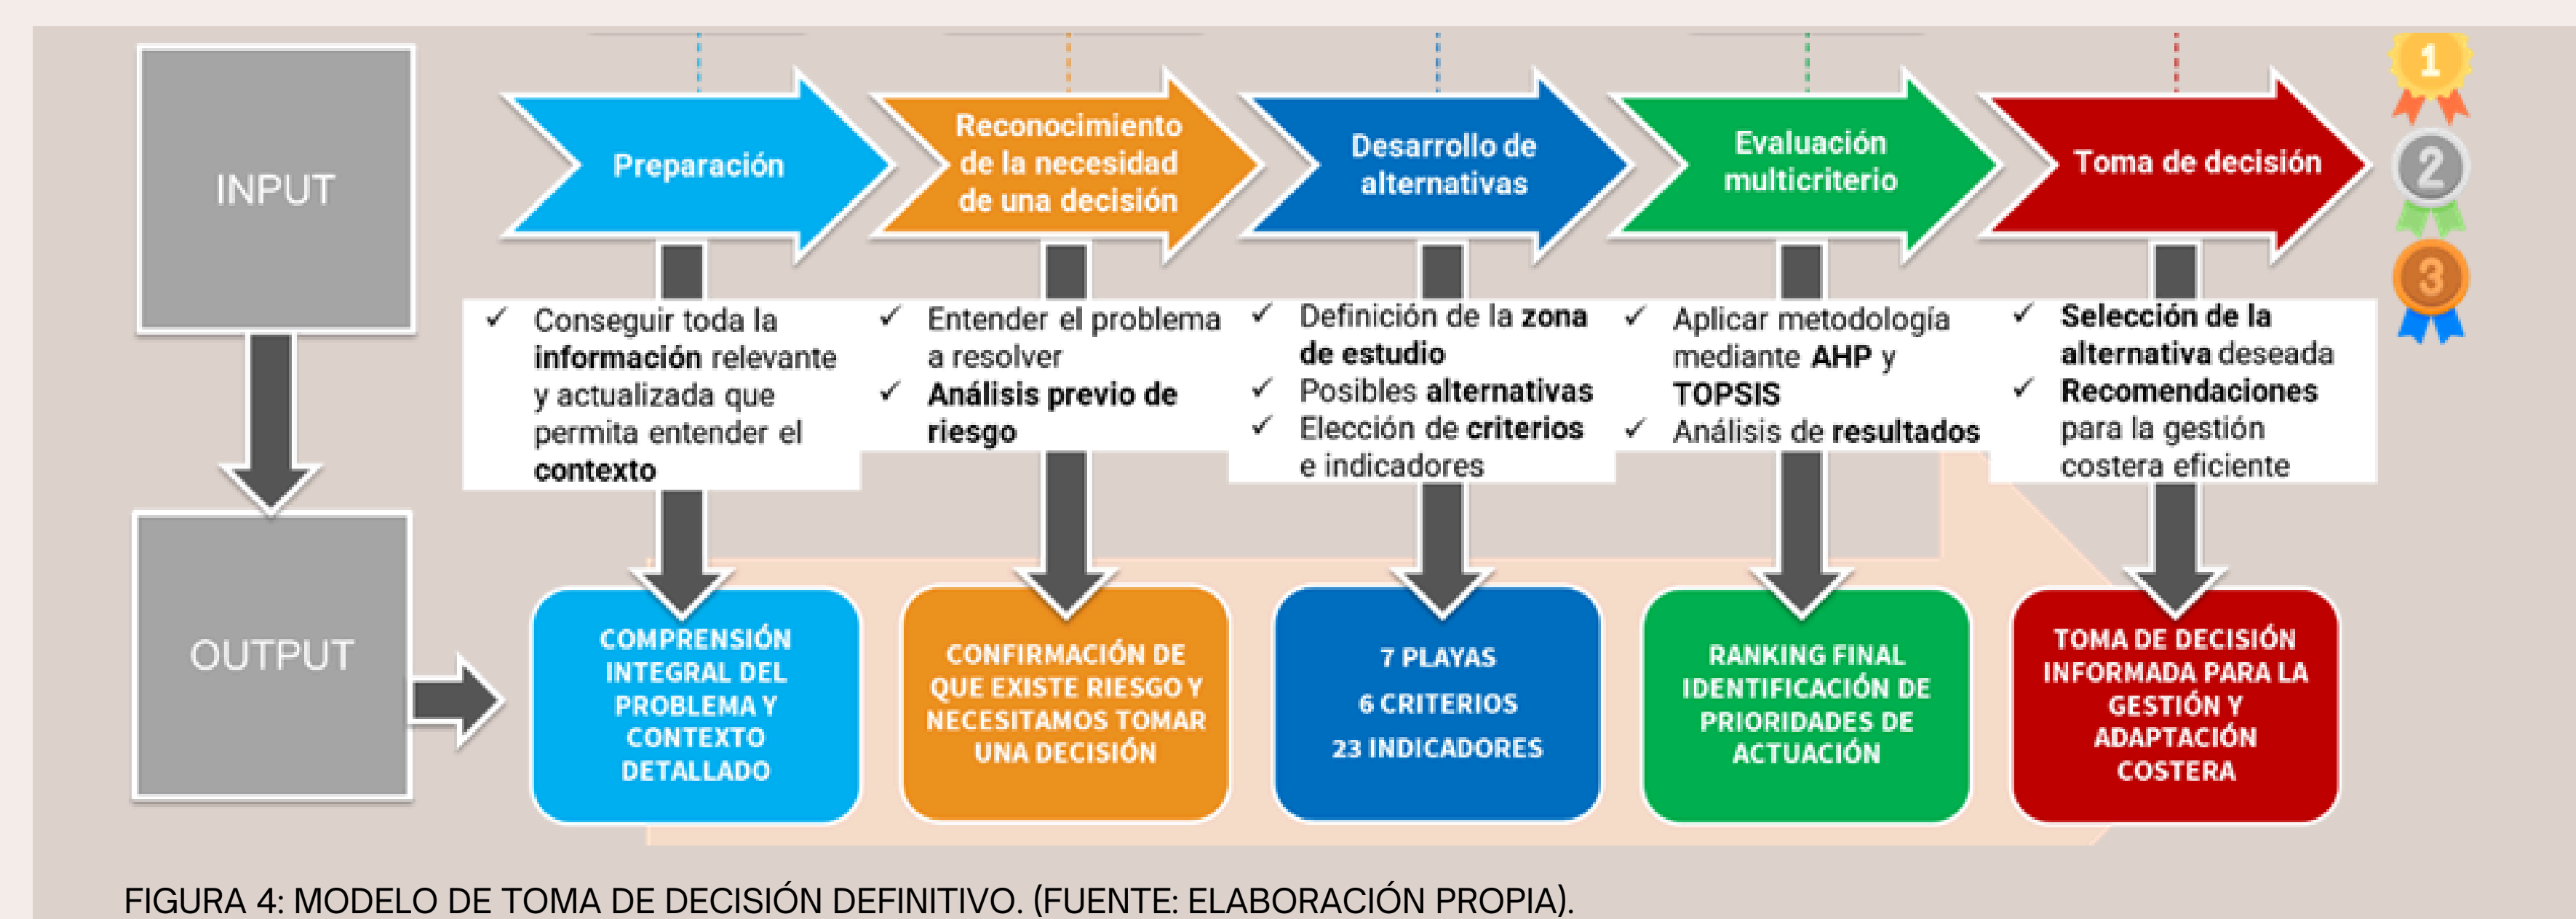 INPUT
Preparación
Reconocimiento
de la necesidad
de una decisión
Desarrollo de
alternativas
Evaluación
multicriterio
Toma de decisión
1
2
3
✓ Conseguir toda la
información relevante
y actualizada que
permita entender el
contexto
✓ Entender el problema
a resolver
✓ Análisis previo de
riesgo
✓ Definición de la zona
de estudio
✓ Posibles alternativas
✓ Elección de criterios
e indicadores
✓ Aplicar metodología
mediante AHP y
TOPSIS
✓ Análisis de resultados
✓ Selección de la
alternativa deseada
✓ Recomendaciones
para la gestión
costera eficiente
OUTPUT
COMPRENSIÓN
INTEGRAL DEL
PROBLEMA Y
CONTEXTO
DETALLADO
CONFIRMACIÓN DE
QUE EXISTE RIESGO Y
NECESITAMOS TOMAR
UNA DECISIÓN
7 PLAYAS
6 CRITERIOS
23 INDICADORES
RANKING FINAL
IDENTIFICACIÓN DE
PRIORIDADES DE
ACTUACIÓN
TOMA DE DECISIÓN
INFORMADA PARA LA
GESTIÓN Y
ADAPTACIÓN
COSTERA
FIGURA 4: MODELO DE TOMA DE DECISIÓN DEFINITIVO. (FUENTE: ELABORACIÓN PROPIA).